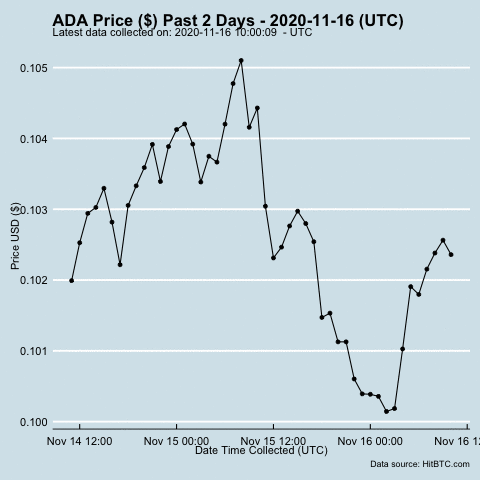 ADA Price ($) Past 2 Days - 2020-11-16 (UTC)
Latest data collected on: 2020-11-16 10:00:09 - UTC
0.105
0.104
0.103
0.102
0.101
0.100
Price USD ($)
Nov 14 12:00 Nov 15 00:00 Nov 15 12:00 Nov 16 00:00 Nov 16 12
Date Time Collected (UTC)
Data source: HitBTC.com